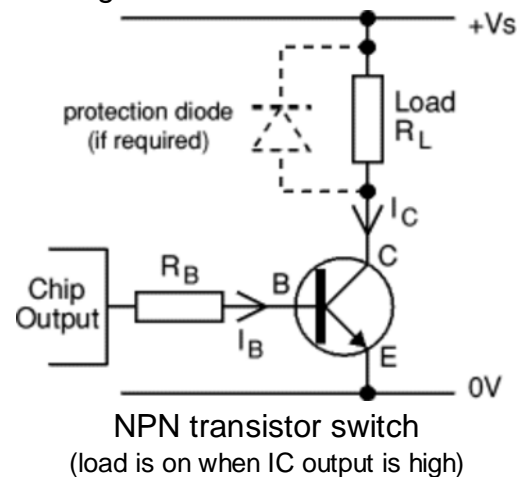 +Vs
protection diode
(if required)
Load
RL
IC
C
RB
B
Chip
Output
IB
E
0V
NPN transistor switch
(load is on when IC output is high)